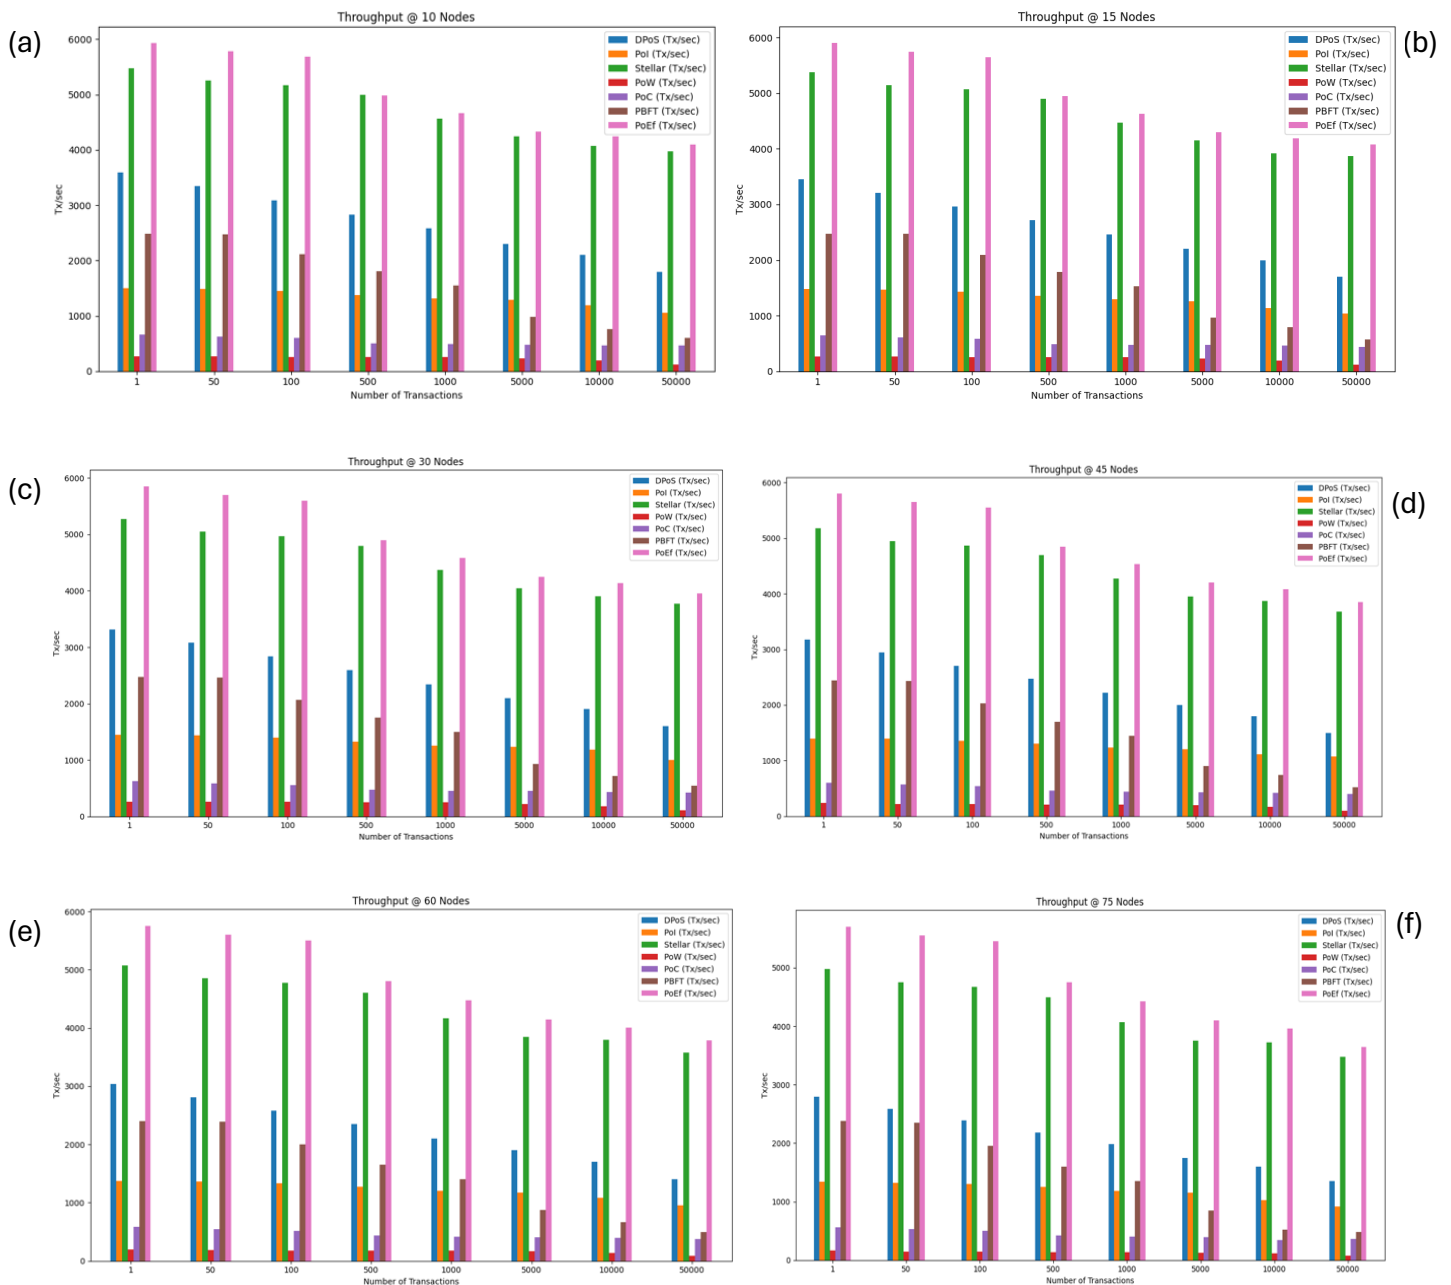 (a)
Throughput @ 10 Nodes
6000
5000
4000
3000
2000
1000
0
Tx/sec
DPoS (Tx/sec)
PoI (Tx/sec)
Stellar (Tx/sec)
PoW (Tx/sec)
PoC (Tx/sec)
PBFT (Tx/sec)
PoEf (Tx/sec)
1 50 100 500 1000 5000 10000 50000
Number of Transactions
(b)
Throughput @ 15 Nodes
6000
5000
4000
3000
2000
1000
0
Tx/sec
DPoS (Tx/sec)
PoI (Tx/sec)
Stellar (Tx/sec)
PoW (Tx/sec)
PoC (Tx/sec)
PBFT (Tx/sec)
PoEf (Tx/sec)
1 50 100 500 1000 5000 10000 50000
Number of Transactions
(c)
Throughput @ 30 Nodes
6000
5000
4000
3000
2000
1000
0
Tx/sec
DPoS (Tx/sec)
PoI (Tx/sec)
Stellar (Tx/sec)
PoW (Tx/sec)
PoC (Tx/sec)
PBFT (Tx/sec)
PoEf (Tx/sec)
1 50 100 500 1000 5000 10000 50000
Number of Transactions
(d)
Throughput @ 45 Nodes
6000
5000
4000
3000
2000
1000
0
Tx/sec
DPoS (Tx/sec)
PoI (Tx/sec)
Stellar (Tx/sec)
PoW (Tx/sec)
PoC (Tx/sec)
PBFT (Tx/sec)
PoEf (Tx/sec)
1 50 100 500 1000 5000 10000 50000
Number of Transactions
(e)
Throughput @ 60 Nodes
6000
5000
4000
3000
2000
1000
0
Tx/sec
DPoS (Tx/sec)
PoI (Tx/sec)
Stellar (Tx/sec)
PoW (Tx/sec)
PoC (Tx/sec)
PBFT (Tx/sec)
PoEf (Tx/sec)
1 50 100 500 1000 5000 10000 50000
Number of Transactions
(f)
Throughput @ 75 Nodes
5000
4000
3000
2000
1000
0
Tx/sec
DPoS (Tx/sec)
PoI (Tx/sec)
Stellar (Tx/sec)
PoW (Tx/sec)
PoC (Tx/sec)
PBFT (Tx/sec)
PoEf (Tx/sec)
1 50 100 500 1000 5000 10000 50000
Number of Transactions